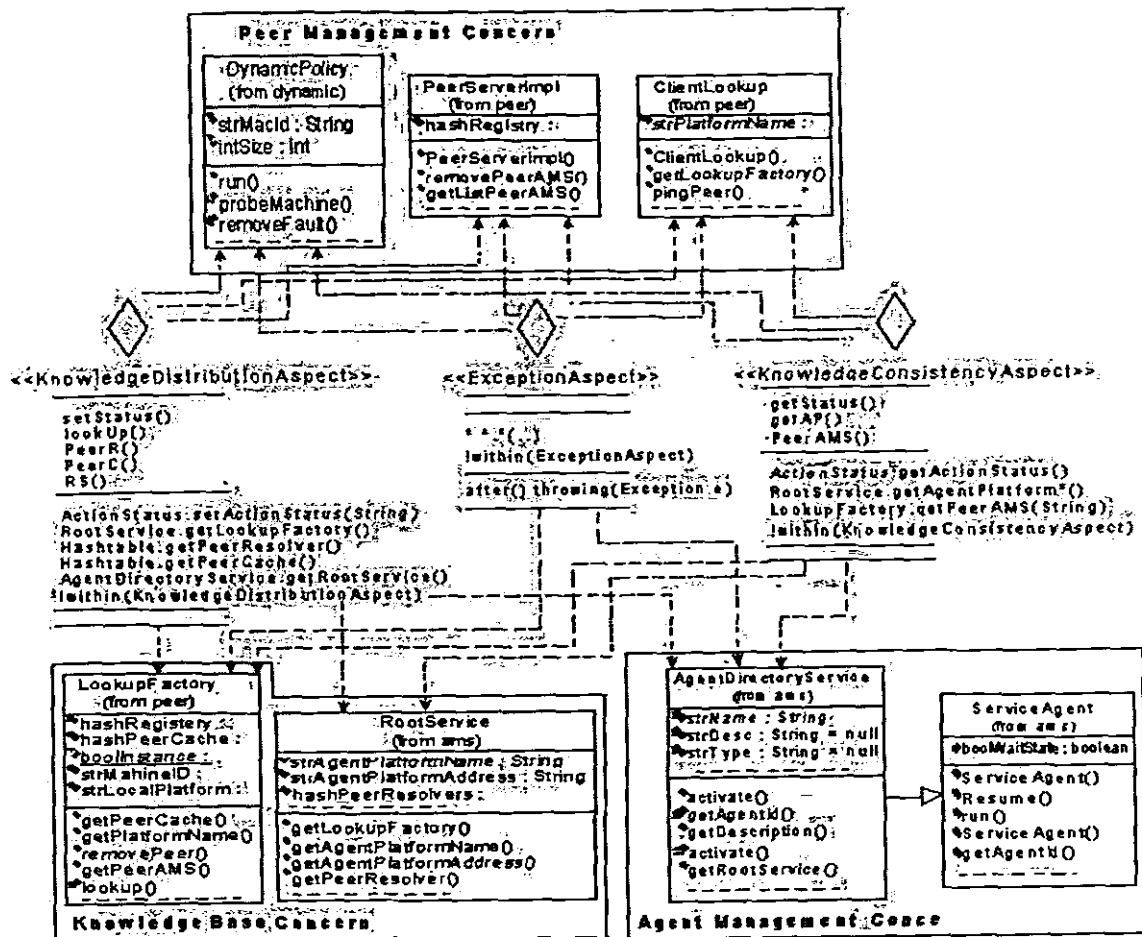 Peer Management Concern
DynamicPolicy
(from dynamic)
strMacId : String
intSize : int
run()
probeMachine()
removeFault()
PeerServerImpl
(from peer)
hashRegistry :
PeerServerImpl()
removePeerAMS()
getListPeerAMS()
ClientLookup
(from peer)
strPlatformName :
ClientLookup()
getLookupFactory()
pingPeer()
<<KnowledgeDistributionAspect>>
setStatus()
lookUp()
PeerR()
PeerC()
RS()
ActionStatus.setActionStatus(String)
RootService.getLookupFactory()
Hashtable.getPeerResolver()
Hashtable.getPeerCache()
AgentDirectoryService.getRootService()
!within(KnowledgeDistributionAspect)
<<ExceptionAspect>>
* *.*(..)
!within(ExceptionAspect)
after() throwing(Exception e)
<<KnowledgeConsistencyAspect>>
getStatus()
getAP()
PeerAMS()
ActionStatus.getActionStatus()
RootService.getAgentPlatform*()
LookupFactory.getPeerAMS(String)
!within(KnowledgeConsistencyAspect)
LookupFactory
(from peer)
hashRegistery :
hashPeerCache :
boolInstance :
strMahineID :
strLocalPlatform :
getPeerCache()
getPlatformName()
removePeer()
getPeerAMS()
lookup()
RootService
(from ams)
strAgentPlatformName : String
strAgentPlatformAddress : String
hashPeerResolvers :
getLookupFactory()
getAgentPlatformName()
getAgentPlatformAddress()
getPeerResolver()
Knowledge Base Concern
AgentDirectoryService
(from ams)
strName : String
strDesc : String = null
strType : String = null
activate()
getAgentId()
getDescription()
activate()
getRootService()
ServiceAgent
(from ams)
boolWaitState : boolean
ServiceAgent()
Resume()
run()
ServiceAgent()
getAgentId()
Agent Management Conce